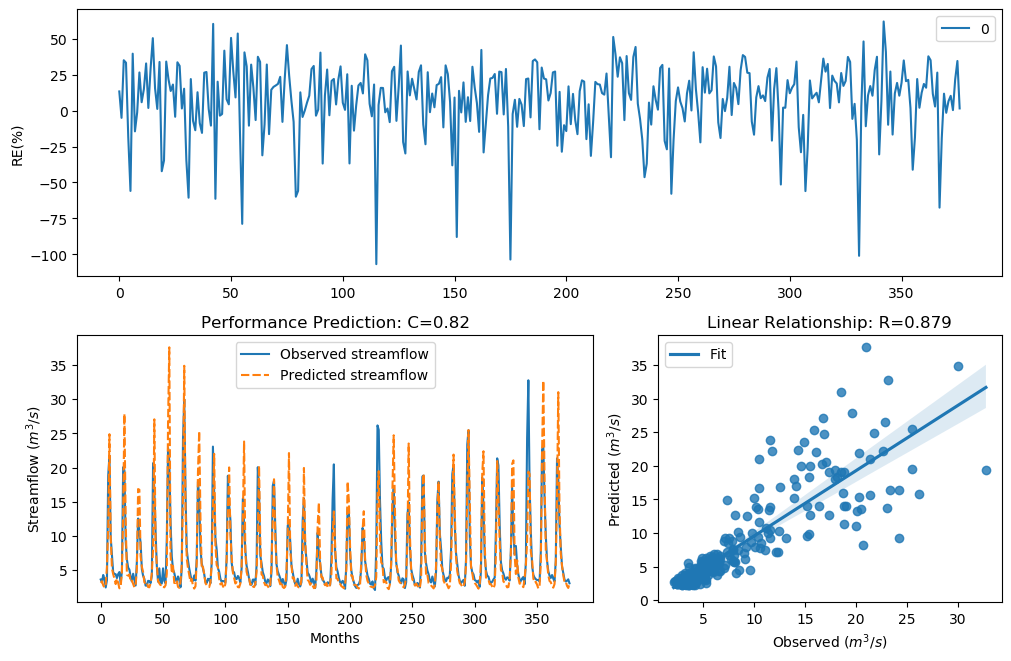 50
25
0
−25
−50
−75
−100
RE(%)
0
0 50 100 150 200 250 300 350
Performance Prediction: C=0.82
Observed streamflow
Predicted streamflow
35
30
25
20
15
10
5
Streamflow (m³/s)
0 50 100 150 200 250 300 350
Months
Linear Relationship: R=0.879
Fit
35
30
25
20
15
10
5
0
Predicted (m³/s)
5 10 15 20 25 30
Observed (m³/s)